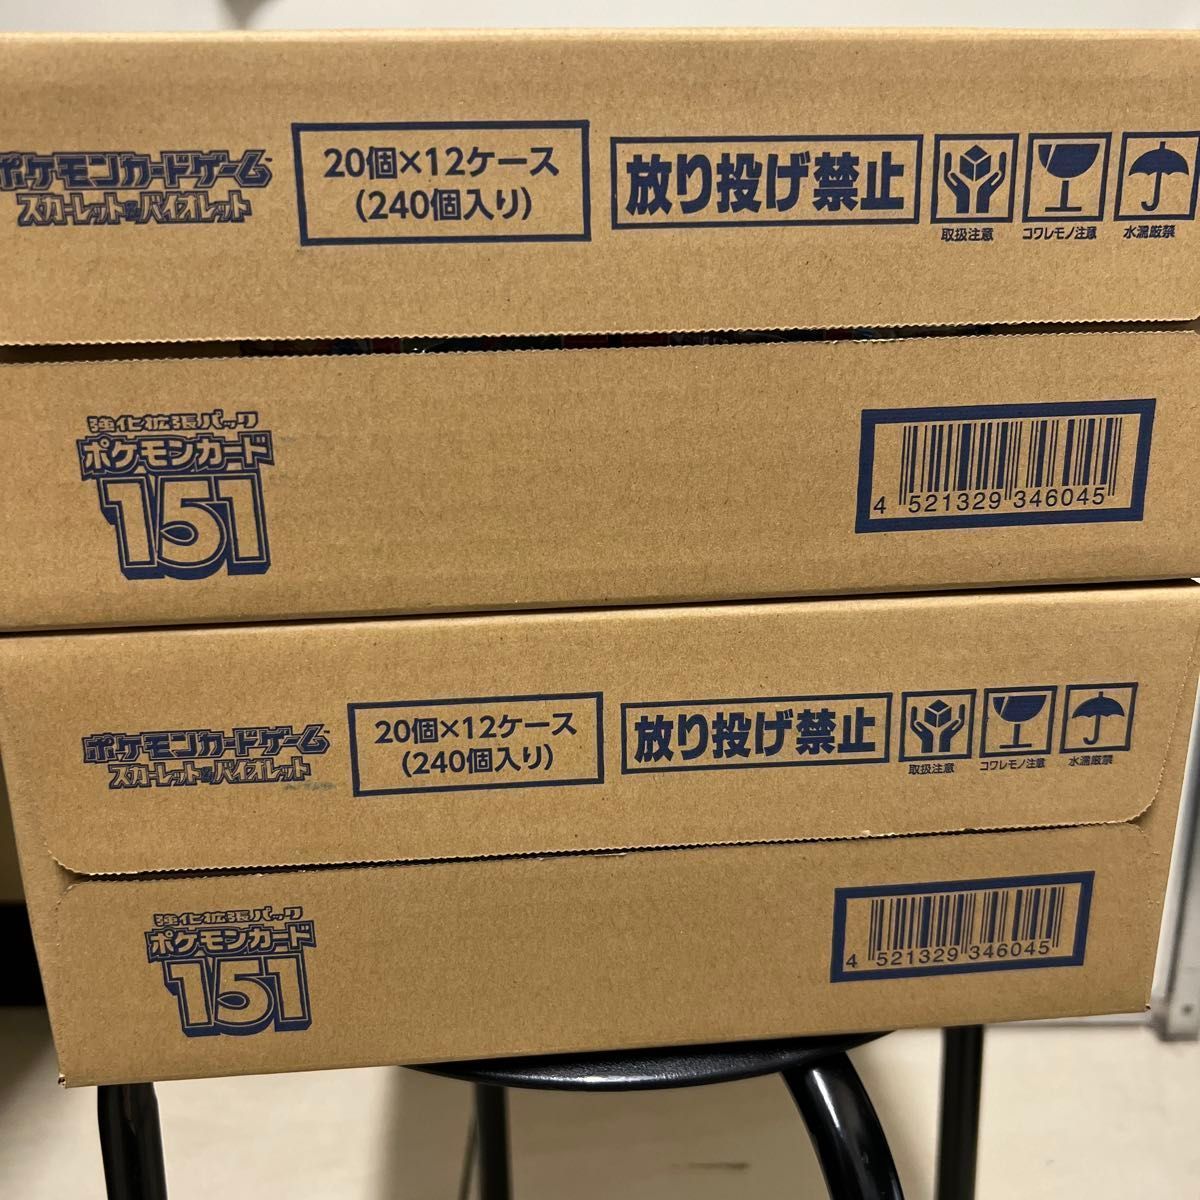 ポケモンカードゲーム
スカーレット&バイオレット
20個×12ケース
(240個入り)
放り投げ禁止
取扱注意
コワレモノ注意
水濡厳禁
強化拡張パック
ポケモンカード
151
4 521329 346045
ポケモンカードゲーム
スカーレット&バイオレット
20個×12ケース
(240個入り)
放り投げ禁止
取扱注意
コワレモノ注意
水濡厳禁
強化拡張パック
ポケモンカード
151
4 521329 346045